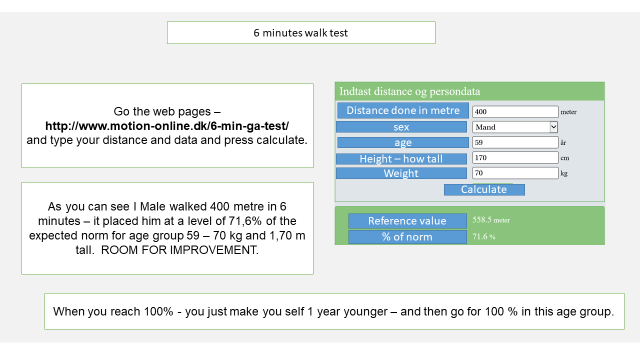 6 minutes walk test
Go the web pages –
http://www.motion-online.dk/6-min-ga-test/
and type your distance and data and press calculate.
As you can see I Male walked 400 metre in 6
minutes – it placed him at a level of 71,6% of the
expected norm for age group 59 – 70 kg and 1,70 m
tall. ROOM FOR IMPROVEMENT.
Indtast distance og persondata
Distance done in metre 400 meter
sex Mand
age 59 år
Height – how tall 170 cm
Weight 70 kg
Calculate
Reference value 558.5 meter
% of norm 71.6 %
When you reach 100% - you just make you self 1 year younger – and then go for 100 % in this age group.